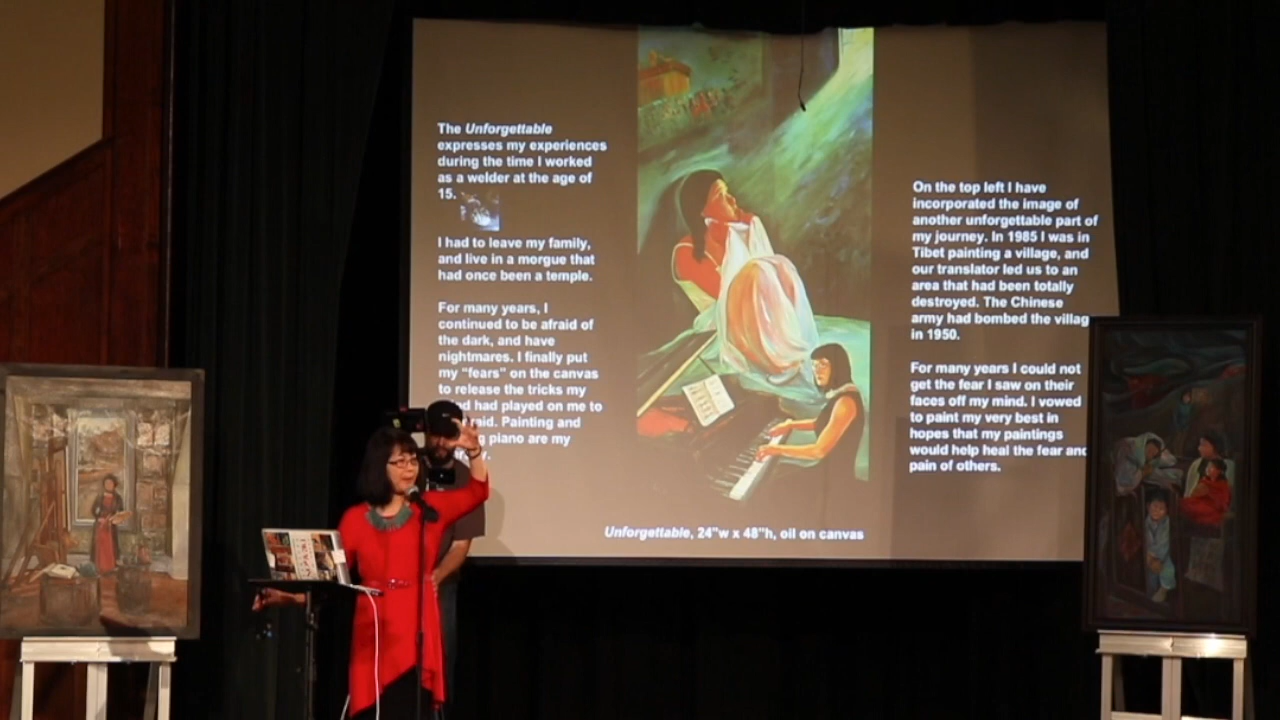 The Unforgettable
expresses my experiences
during the time I worked
as a welder at the age of
15.
I had to leave my family,
and live in a morgue that
had once been a temple.
For many years, I
continued to be afraid of
the dark, and have
nightmares. I finally put
my “fears” on the canvas
to release the tricks my
had played on me to
Painting and
piano are my
On the top left I have
incorporated the image of
another unforgettable part of
my journey. In 1985 I was in
Tibet painting a village, and
our translator led us to an
area that had been totally
destroyed. The Chinese
army had bombed the villag
in 1950.
For many years I could not
get the fear I saw on their
faces off my mind. I vowed
to paint my very best in
hopes that my paintings
would help heal the fear and
pain of others.
Unforgettable, 24"w x 48"h, oil on canvas